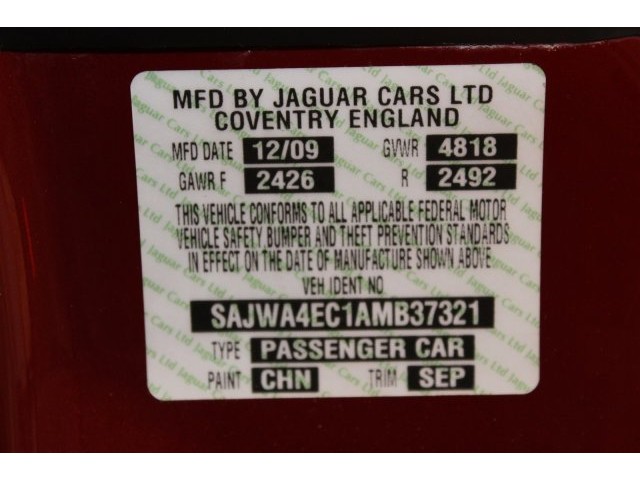 MFD BY JAGUAR CARS LTD
COVENTRY ENGLAND
MFD DATE 12/09 GVWR 4818
GAWR F 2426 R 2492
THIS VEHICLE CONFORMS TO ALL APPLICABLE FEDERAL MOTOR
VEHICLE SAFETY BUMPER AND THEFT PREVENTION STANDARDS
IN EFFECT ON THE DATE OF MANUFACTURE SHOWN ABOVE
VEH IDENT NO
SAJWA4EC1AMB37321
TYPE PASSENGER CAR
PAINT CHN TRIM SEP